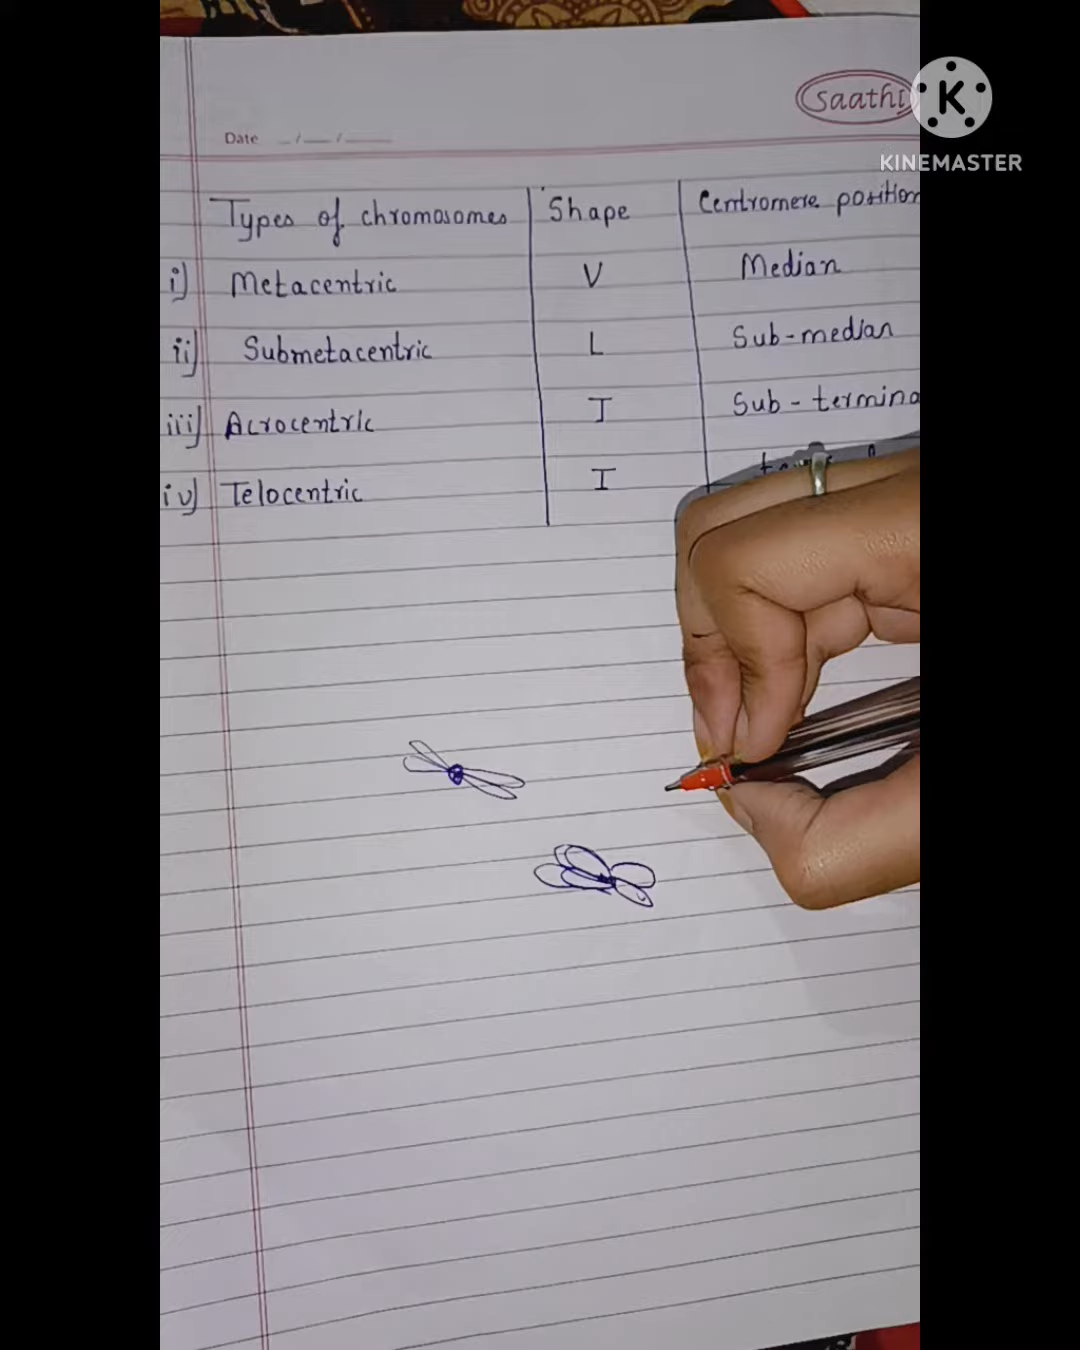 Saathi
KINEMASTER
Date
Types of chromosomes Shape Centromere position
i) Metacentric V Median
ii) Submetacentric L Sub-median
iii) Acrocentric J Sub-termina
iv) Telocentric I